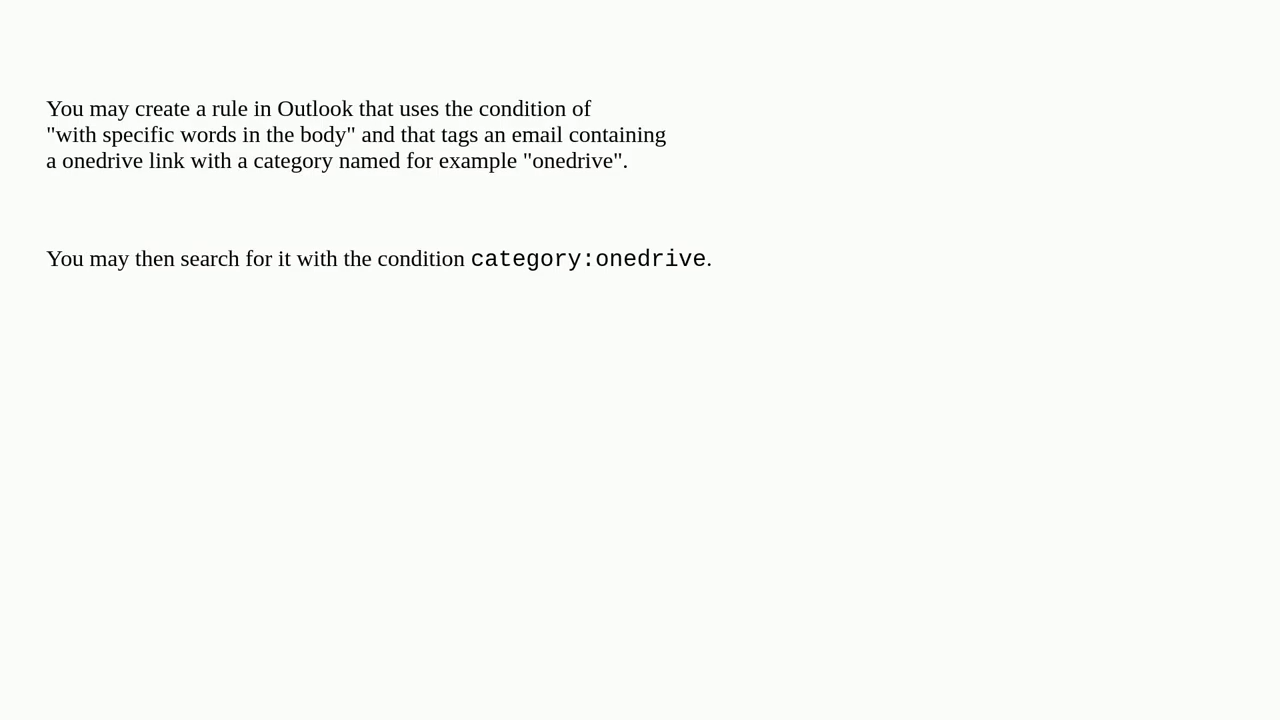 You may create a rule in Outlook that uses the condition of
"with specific words in the body" and that tags an email containing
a onedrive link with a category named for example "onedrive".
You may then search for it with the condition category:onedrive.